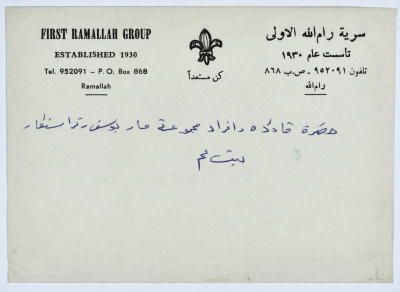 FIRST RAMALLAH GROUP
ESTABLISHED 1930
Tel. 952091 – P. O. Box 868
Ramallah
كن مستعداً
سرية رام الله الاولى
تاسست عام ١٩٣٠
تلفون ٩٥٢٠٩١ ـ ص.ب ٨٦٨
رام الله
حضرة قادة وافراد مجموعة مار يوسف
بيت لحم